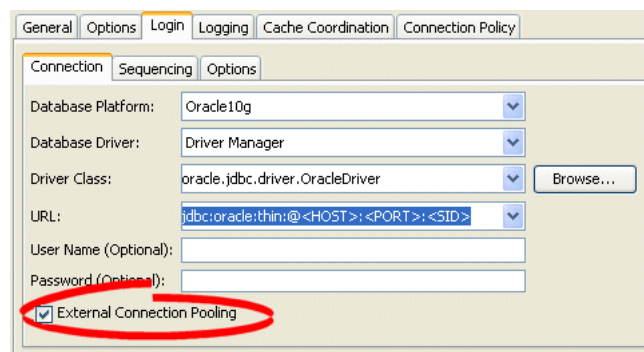 General Options Login Logging Cache Coordination Connection Policy
Connection Sequencing Options
Database Platform: Oracle10g
Database Driver: Driver Manager
Driver Class: oracle.jdbc.driver.OracleDriver Browse...
URL: jdbc:oracle:thin:@<HOST>:<PORT>:<SID>
User Name (Optional):
Password (Optional):
External Connection Pooling